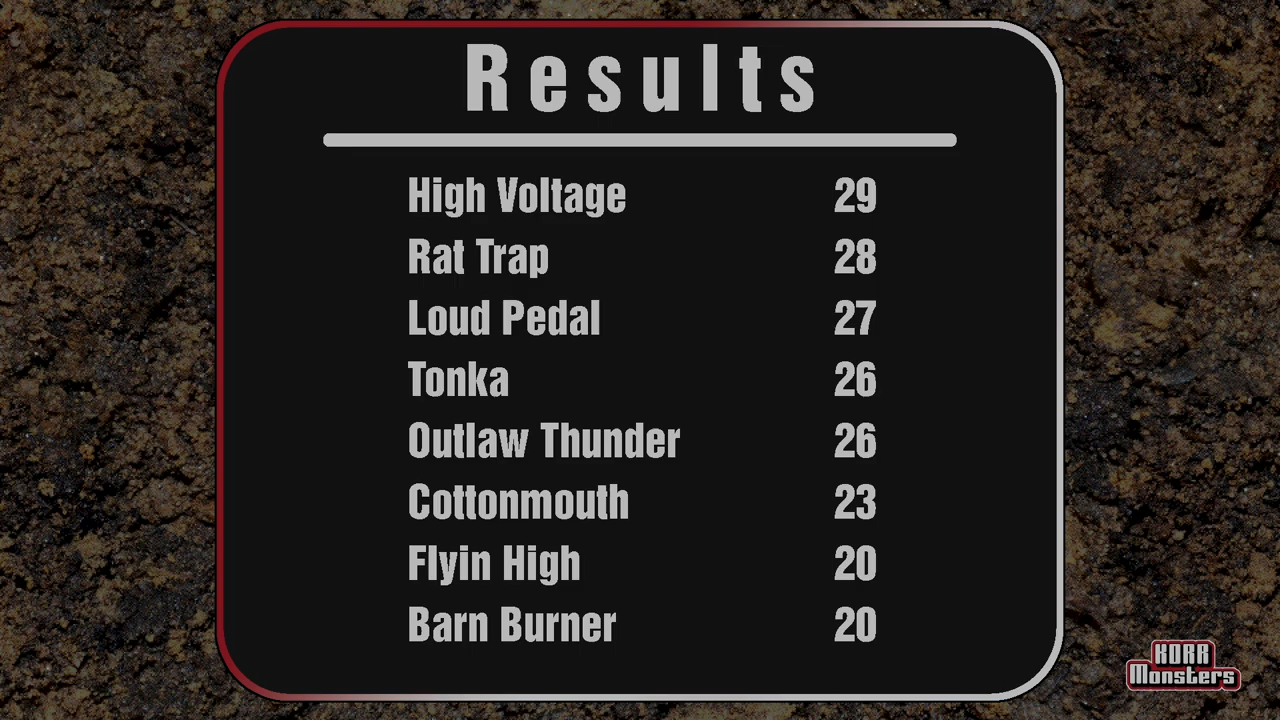 Results
High Voltage 29
Rat Trap 28
Loud Pedal 27
Tonka 26
Outlaw Thunder 26
Cottonmouth 23
Flyin High 20
Barn Burner 20
KORR
Monsters